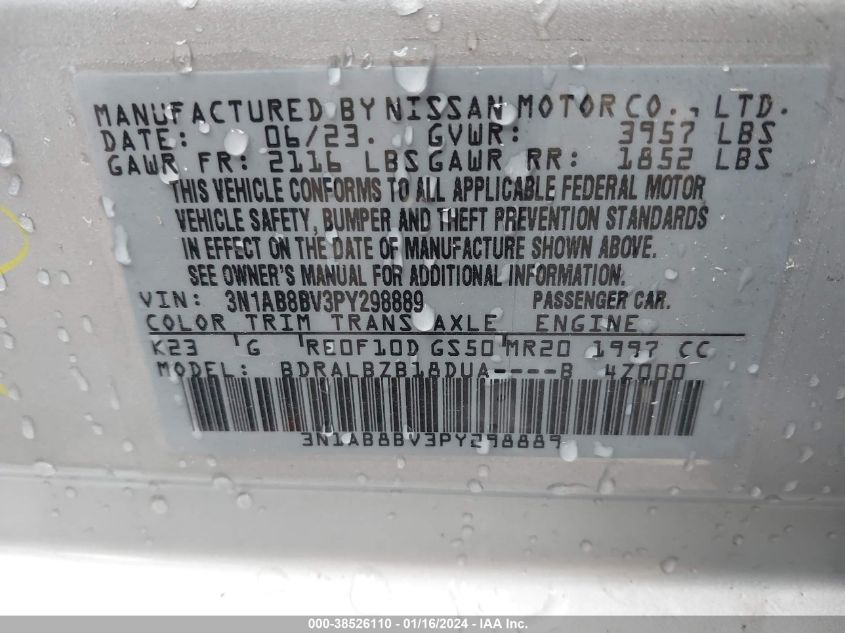 MANUFACTURED BY NISSAN MOTOR CO., LTD.
DATE: 06/23. GVWR: 3957 LBS
GAWR FR: 2116 LBS GAWR RR: 1852 LBS
THIS VEHICLE CONFORMS TO ALL APPLICABLE FEDERAL MOTOR
VEHICLE SAFETY, BUMPER AND THEFT PREVENTION STANDARDS
IN EFFECT ON THE DATE OF MANUFACTURE SHOWN ABOVE.
SEE OWNER'S MANUAL FOR ADDITIONAL INFORMATION.
VIN: 3N1AB8BV3PY298889 PASSENGER CAR.
COLOR TRIM TRANS AXLE ENGINE
K23 G RE0F10D GS50 MR20 1997 CC
MODEL: BDRALBZB18DUA----B 4Z000
3N1AB8BV3PY298889
000-38526110 - 01/16/2024 - IAA Inc.